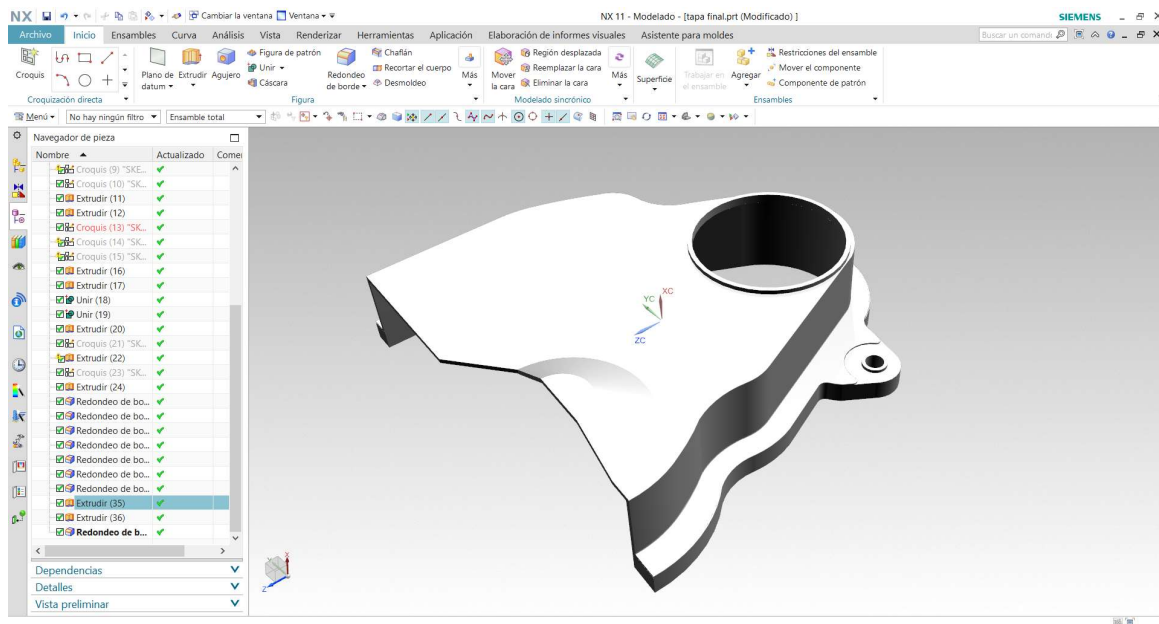 NX Cambiar la ventana Ventana NX 11 - Modelado - [tapa final.prt (Modificado) ] SIEMENS
Archivo Inicio Ensambles Curva Análisis Vista Renderizar Herramientas Aplicación Elaboración de informes visuales Asistente para moldes Buscar un comando
Croquis
Plano de datum
Extrudir
Agujero
Figura de patrón
Unir
Cáscara
Redondeo de borde
Chaflán
Recortar el cuerpo
Desmoldeo
Más
Mover la cara
Región desplazada
Reemplazar la cara
Eliminar la cara
Más
Superficie
Trabajar en el ensamble
Agregar
Restricciones del ensamble
Mover el componente
Componente de patrón
Croquización directa Figura Modelado sincrónico Ensambles
Menú No hay ningún filtro Ensamble total
Navegador de pieza
Nombre Actualizado Comer
Croquis (9) "SKE...
Croquis (10) "SK...
Extrudir (11)
Extrudir (12)
Croquis (13) "SK...
Croquis (14) "SK...
Croquis (15) "SK...
Extrudir (16)
Extrudir (17)
Unir (18)
Unir (19)
Extrudir (20)
Croquis (21) "SK...
Extrudir (22)
Croquis (23) "SK...
Extrudir (24)
Redondeo de bo...
Redondeo de bo...
Redondeo de bo...
Redondeo de bo...
Redondeo de bo...
Redondeo de bo...
Redondeo de bo...
Extrudir (35)
Extrudir (36)
Redondeo de b...
Dependencias
Detalles
Vista preliminar
XC
YC
ZC
X
Z